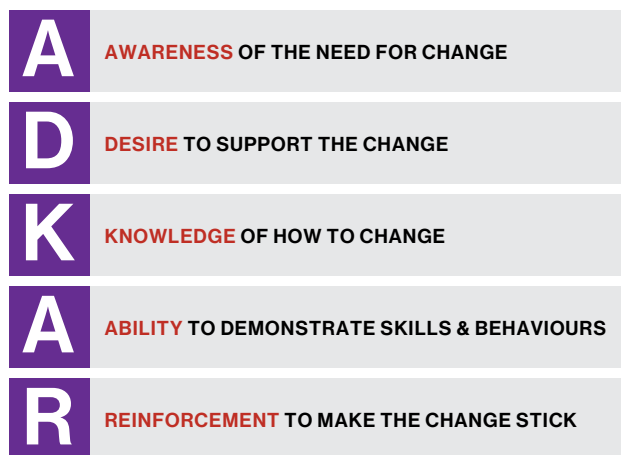 A AWARENESS OF THE NEED FOR CHANGE
D DESIRE TO SUPPORT THE CHANGE
K KNOWLEDGE OF HOW TO CHANGE
A ABILITY TO DEMONSTRATE SKILLS & BEHAVIOURS
R REINFORCEMENT TO MAKE THE CHANGE STICK